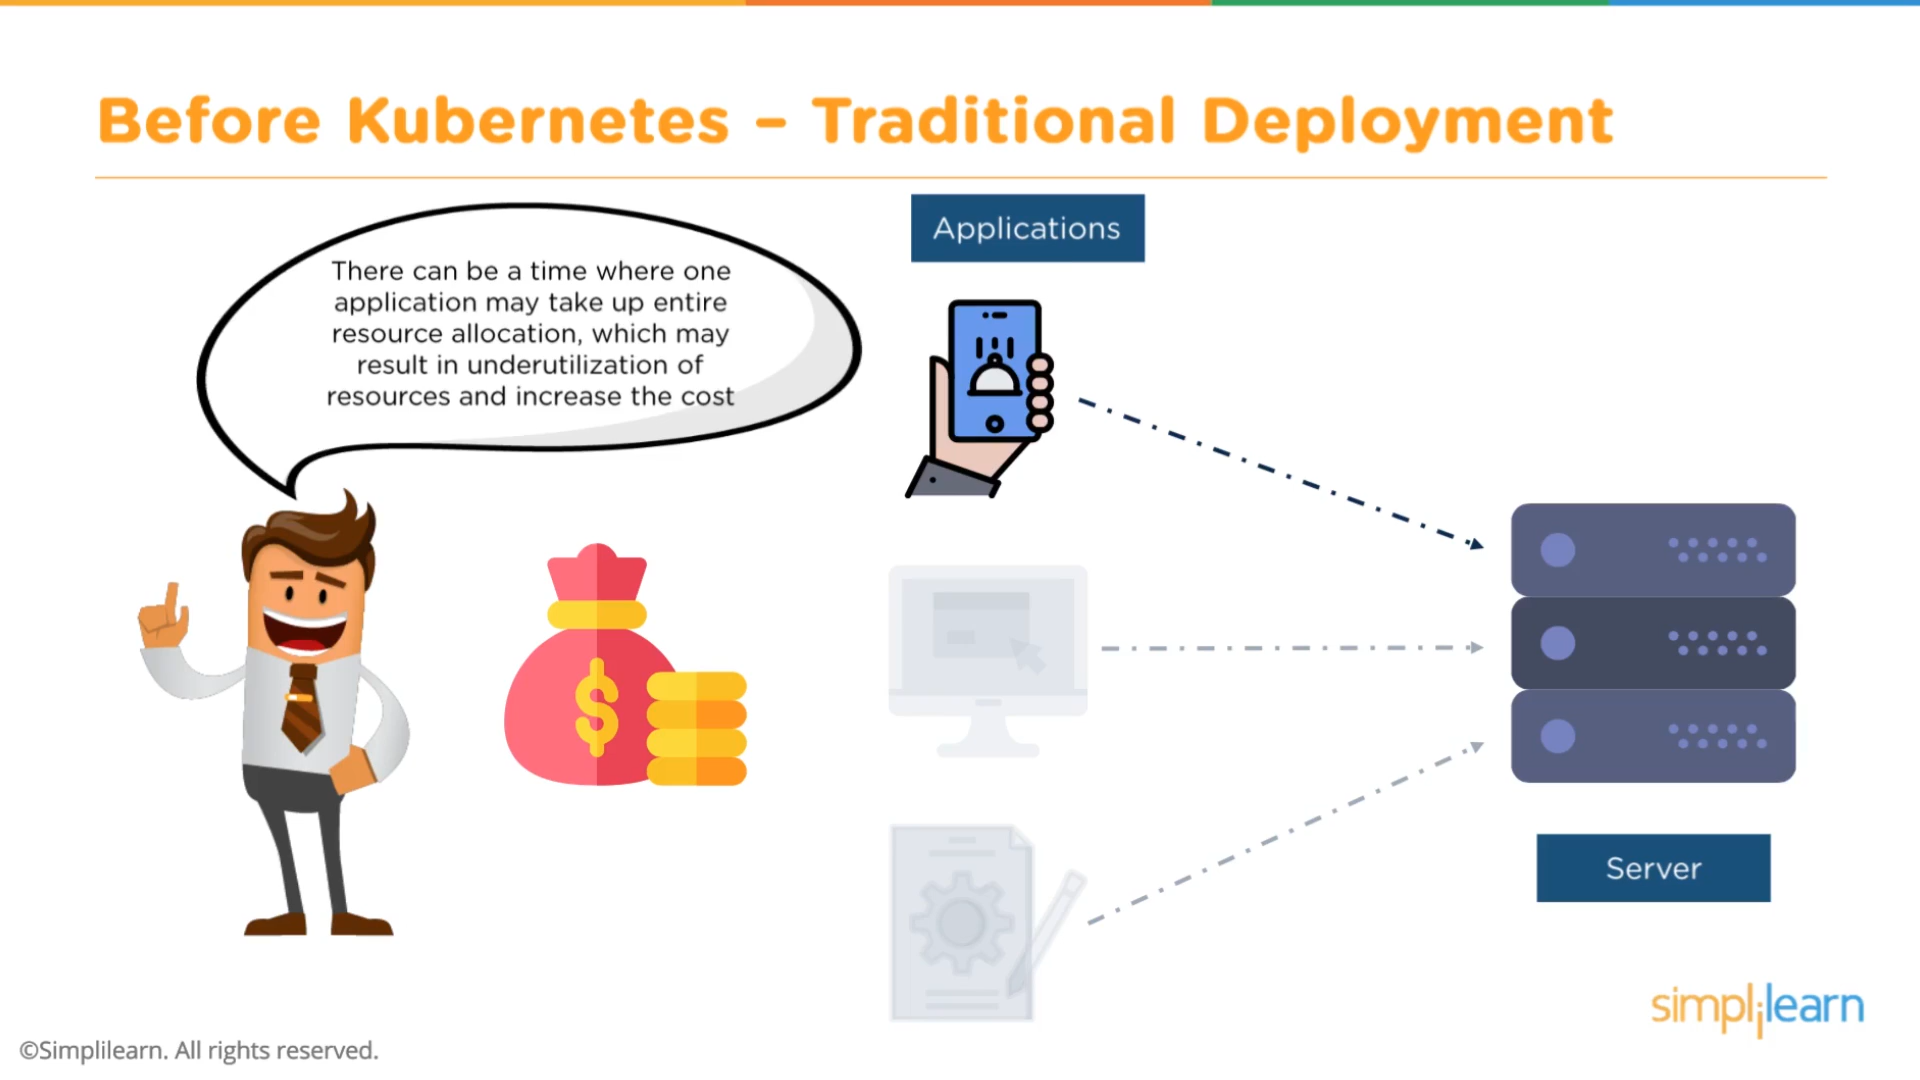 Before Kubernetes – Traditional Deployment
There can be a time where one
application may take up entire
resource allocation, which may
result in underutilization of
resources and increase the cost
Applications
$
Server
simplilearn
©Simplilearn. All rights reserved.